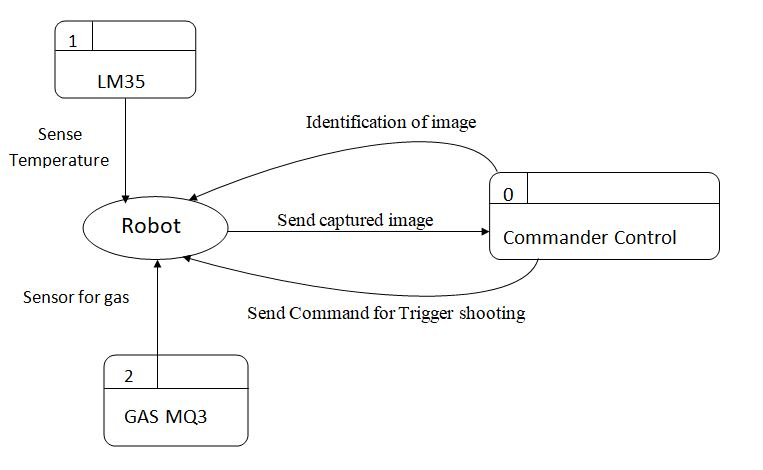 1
LM35
Sense
Temperature
Identification of image
0
Robot
Send captured image
Commander Control
Sensor for gas
Send Command for Trigger shooting
2
GAS MQ3